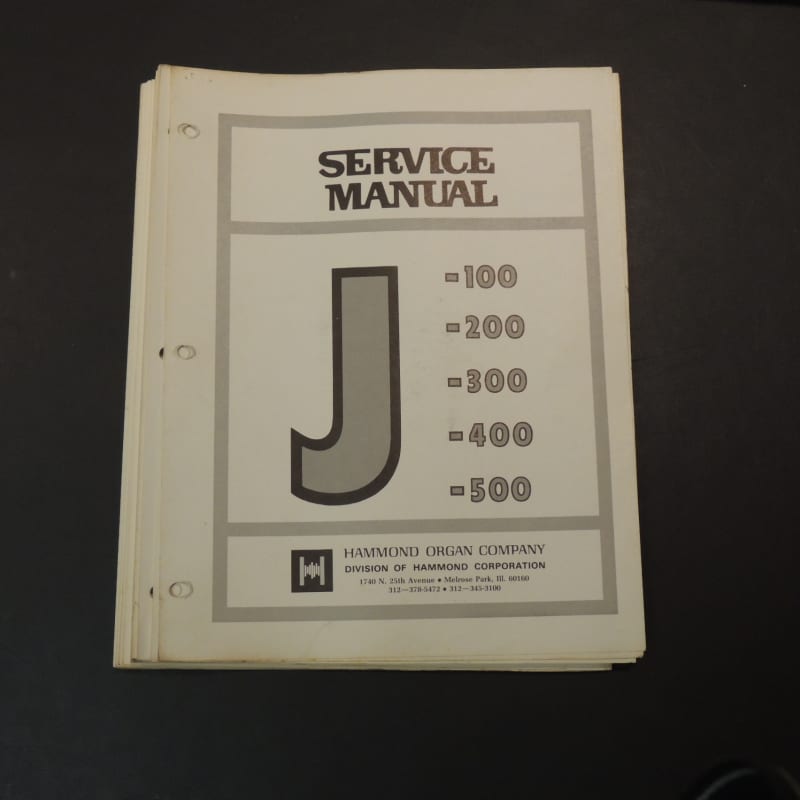 SERVICE
MANUAL
J
-100
-200
-300
-400
-500
HAMMOND ORGAN COMPANY
DIVISION OF HAMMOND CORPORATION
1740 N. 25th Avenue • Melrose Park, Ill. 60160
312—378-5472 • 312—345-3100